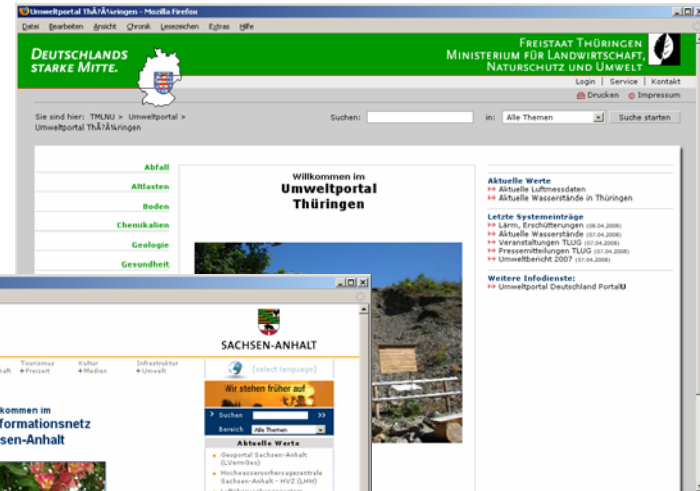 Umweltportal ThÃ?Â¼ringen - Mozilla Firefox
Datei Bearbeiten Ansicht Chronik Lesezeichen Extras Hilfe
DEUTSCHLANDS
STARKE MITTE.
FREISTAAT THÜRINGEN
MINISTERIUM FÜR LANDWIRTSCHAFT,
NATURSCHUTZ UND UMWELT
Login | Service | Kontakt
Drucken Impressum
Sie sind hier: TMLNU > Umweltportal >
Umweltportal ThÃ?Â¼ringen
Suchen: in: Alle Themen Suche starten
Abfall
Altlasten
Boden
Chemikalien
Geologie
Gesundheit
Willkommen im
Umweltportal
Thüringen
Aktuelle Werte
Aktuelle Luftmessdaten
Aktuelle Wasserstände in Thüringen
Letzte Systemeinträge
Lärm, Erschütterungen (08.04.2008)
Aktuelle Wasserstände (07.04.2008)
Veranstaltungen TLUG (07.04.2008)
Pressemitteilungen TLUG (07.04.2008)
Umweltbericht 2007 (07.04.2008)
Weitere Infodienste:
Umweltportal Deutschland PortalU
SACHSEN-ANHALT
Tourismus Kultur Infrastruktur
haft + Freizeit + Medien + Umwelt
[select language]
Wir stehen früher auf
Suchen >>
Bereich Alle Themen
kommen im
formationsnetz
sen-Anhalt
Aktuelle Werte
Geoportal Sachsen-Anhalt
(LVermGeo)
Hochwasservorhersagezentrale
Sachsen-Anhalt - HVZ (LHW)